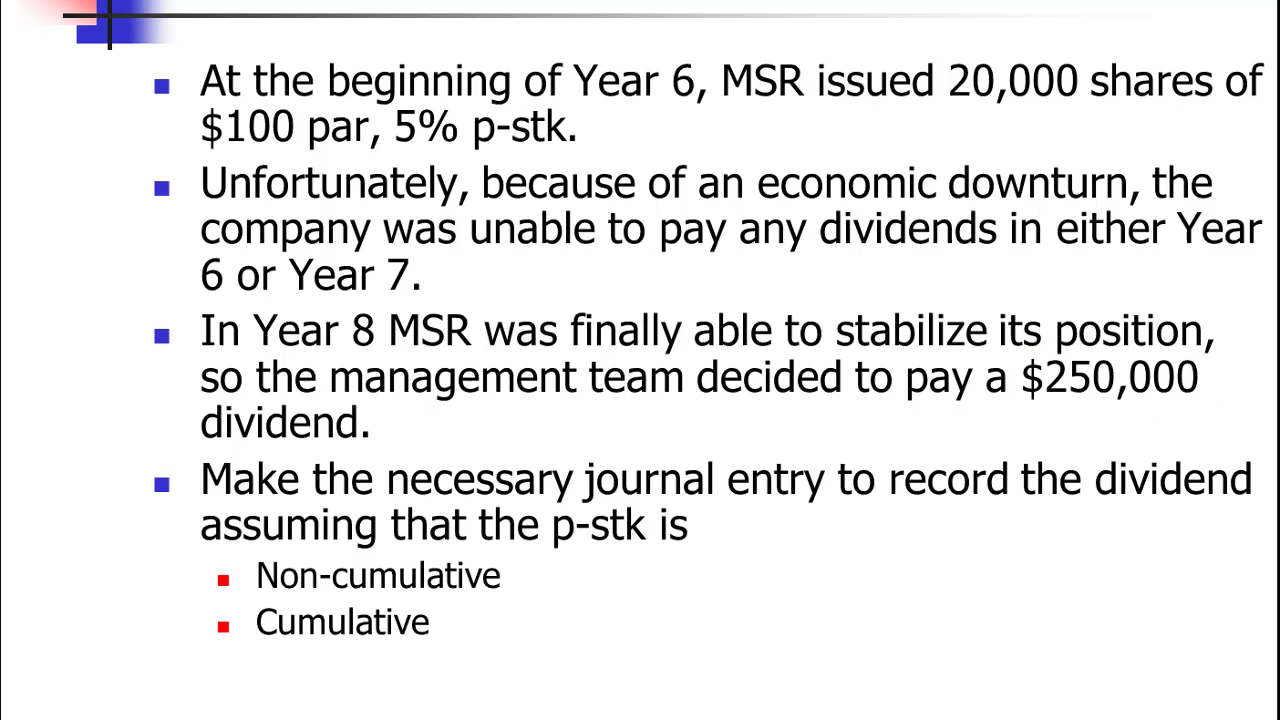 At the beginning of Year 6, MSR issued 20,000 shares of
$100 par, 5% p-stk.
Unfortunately, because of an economic downturn, the
company was unable to pay any dividends in either Year
6 or Year 7.
In Year 8 MSR was finally able to stabilize its position,
so the management team decided to pay a $250,000
dividend.
Make the necessary journal entry to record the dividend
assuming that the p-stk is
Non-cumulative
Cumulative